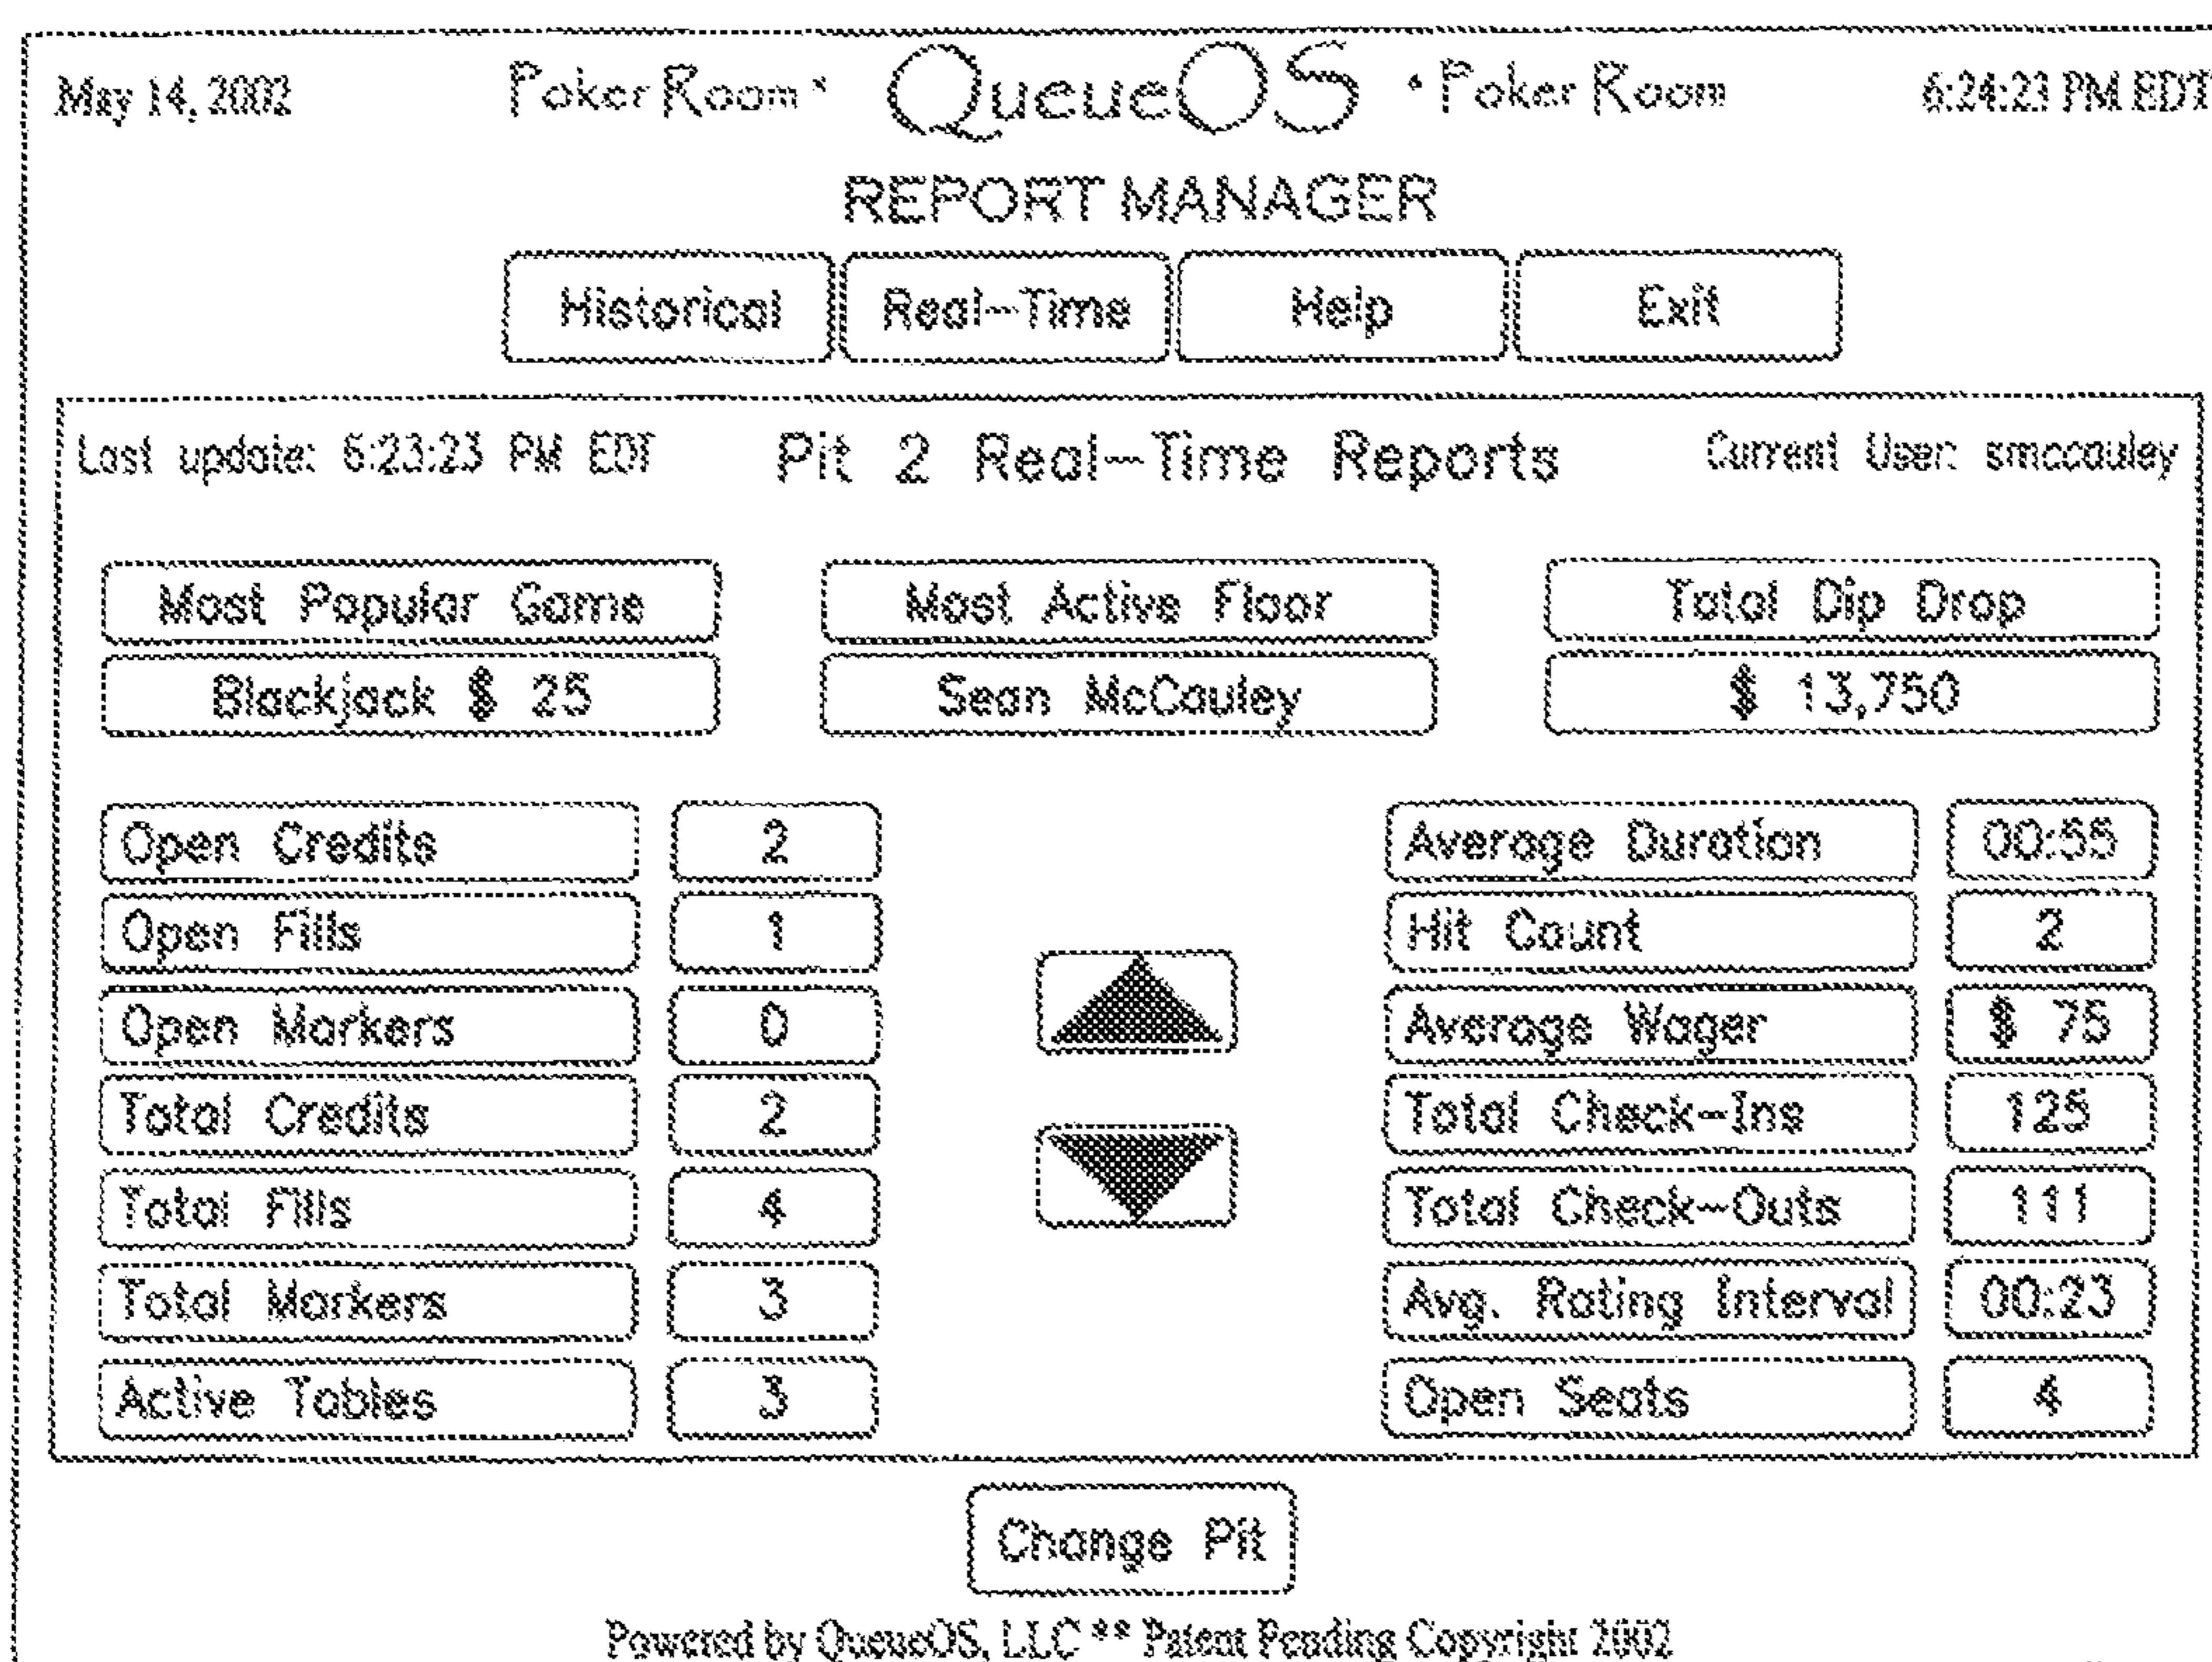 May 14, 2002 Poker Room * QueueOS * Poker Room 6:24:23 PM EDT
REPORT MANAGER
Historical Real-Time Help Exit
Last update: 6:23:23 PM EDT Pit 2 Real-Time Reports Current User: smccauley
Most Popular Game Most Active Floor Total Dip Drop
Blackjack $ 25 Sean McCauley $ 13,750
Open Credits 2 Average Duration 00:55
Open Fills 1 Hit Count 2
Open Markers 0 Average Wager $ 75
Total Credits 2 Total Check-Ins 125
Total Fills 4 Total Check-Outs 111
Total Markers 3 Avg. Rating Interval 00:23
Active Tables 3 Open Seats 4
Change Pit
Powered by QueueOS, LLC ** Patent Pending Copyright 2002